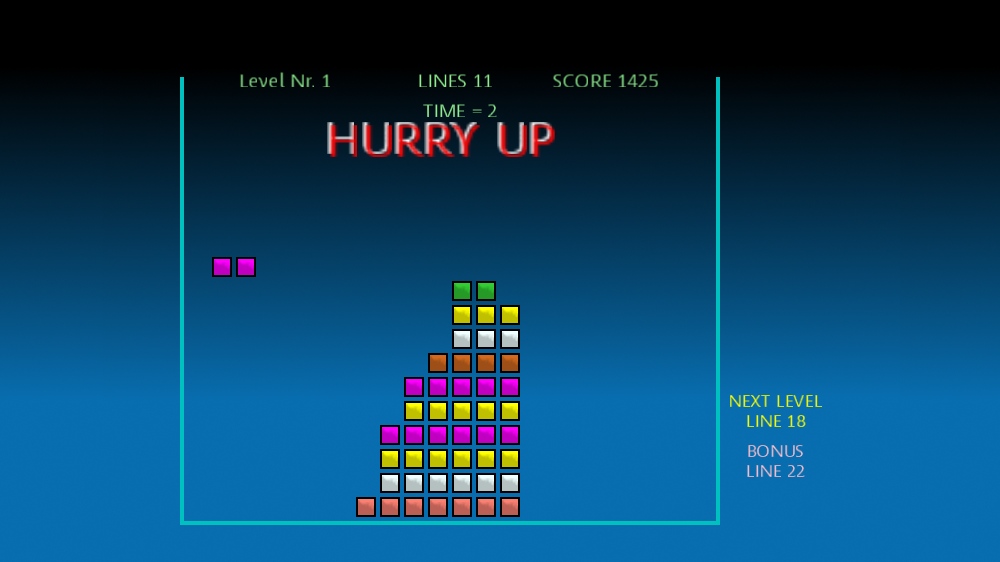 Level Nr. 1 LINES 11 SCORE 1425
TIME = 2
HURRY UP
NEXT LEVEL
LINE 18
BONUS
LINE 22